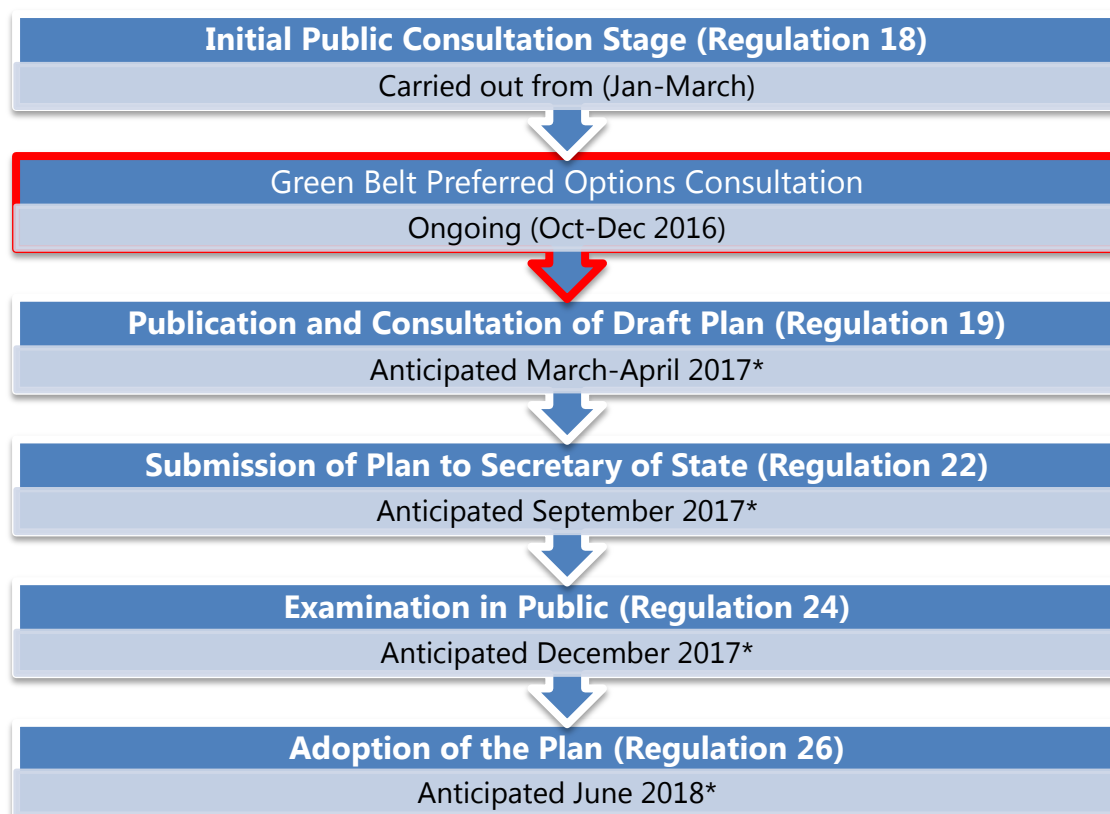 Initial Public Consultation Stage (Regulation 18)
Carried out from (Jan-March)
Green Belt Preferred Options Consultation
Ongoing (Oct-Dec 2016)
Publication and Consultation of Draft Plan (Regulation 19)
Anticipated March-April 2017*
Submission of Plan to Secretary of State (Regulation 22)
Anticipated September 2017*
Examination in Public (Regulation 24)
Anticipated December 2017*
Adoption of the Plan (Regulation 26)
Anticipated June 2018*